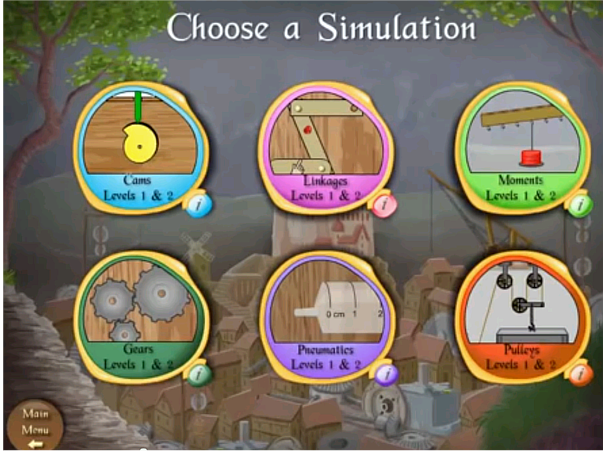 Choose a Simulation
Cams
Levels 1 & 2
i
Linkages
Levels 1 & 2
i
Moments
Levels 1 & 2
i
Gears
Levels 1 & 2
i
0 cm 1 2
Pneumatics
Levels 1 & 2
i
Pulleys
Levels 1 & 2
i
Main
Menu